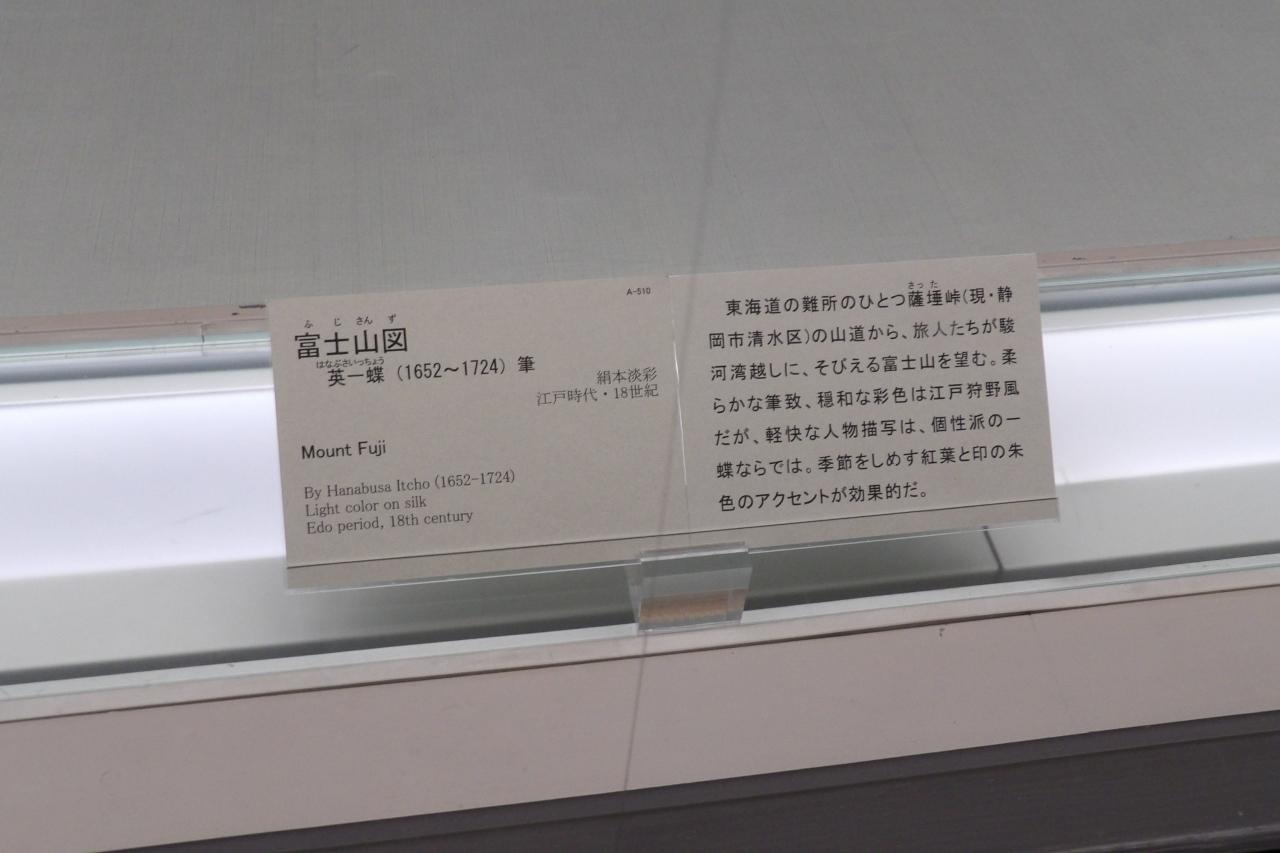 A-510
ふじさんず
富士山図
はなぶさいっちょう
英一蝶（1652～1724）筆
絹本淡彩
江戸時代・18世紀
Mount Fuji
By Hanabusa Itcho (1652-1724)
Light color on silk
Edo period, 18th century
さった
東海道の難所のひとつ薩埵峠(現・静
岡市清水区)の山道から、旅人たちが駿
河湾越しに、そびえる富士山を望む。柔
らかな筆致、穏和な彩色は江戸狩野風
だが、軽快な人物描写は、個性派の一
蝶ならでは。季節をしめす紅葉と印の朱
色のアクセントが効果的だ。